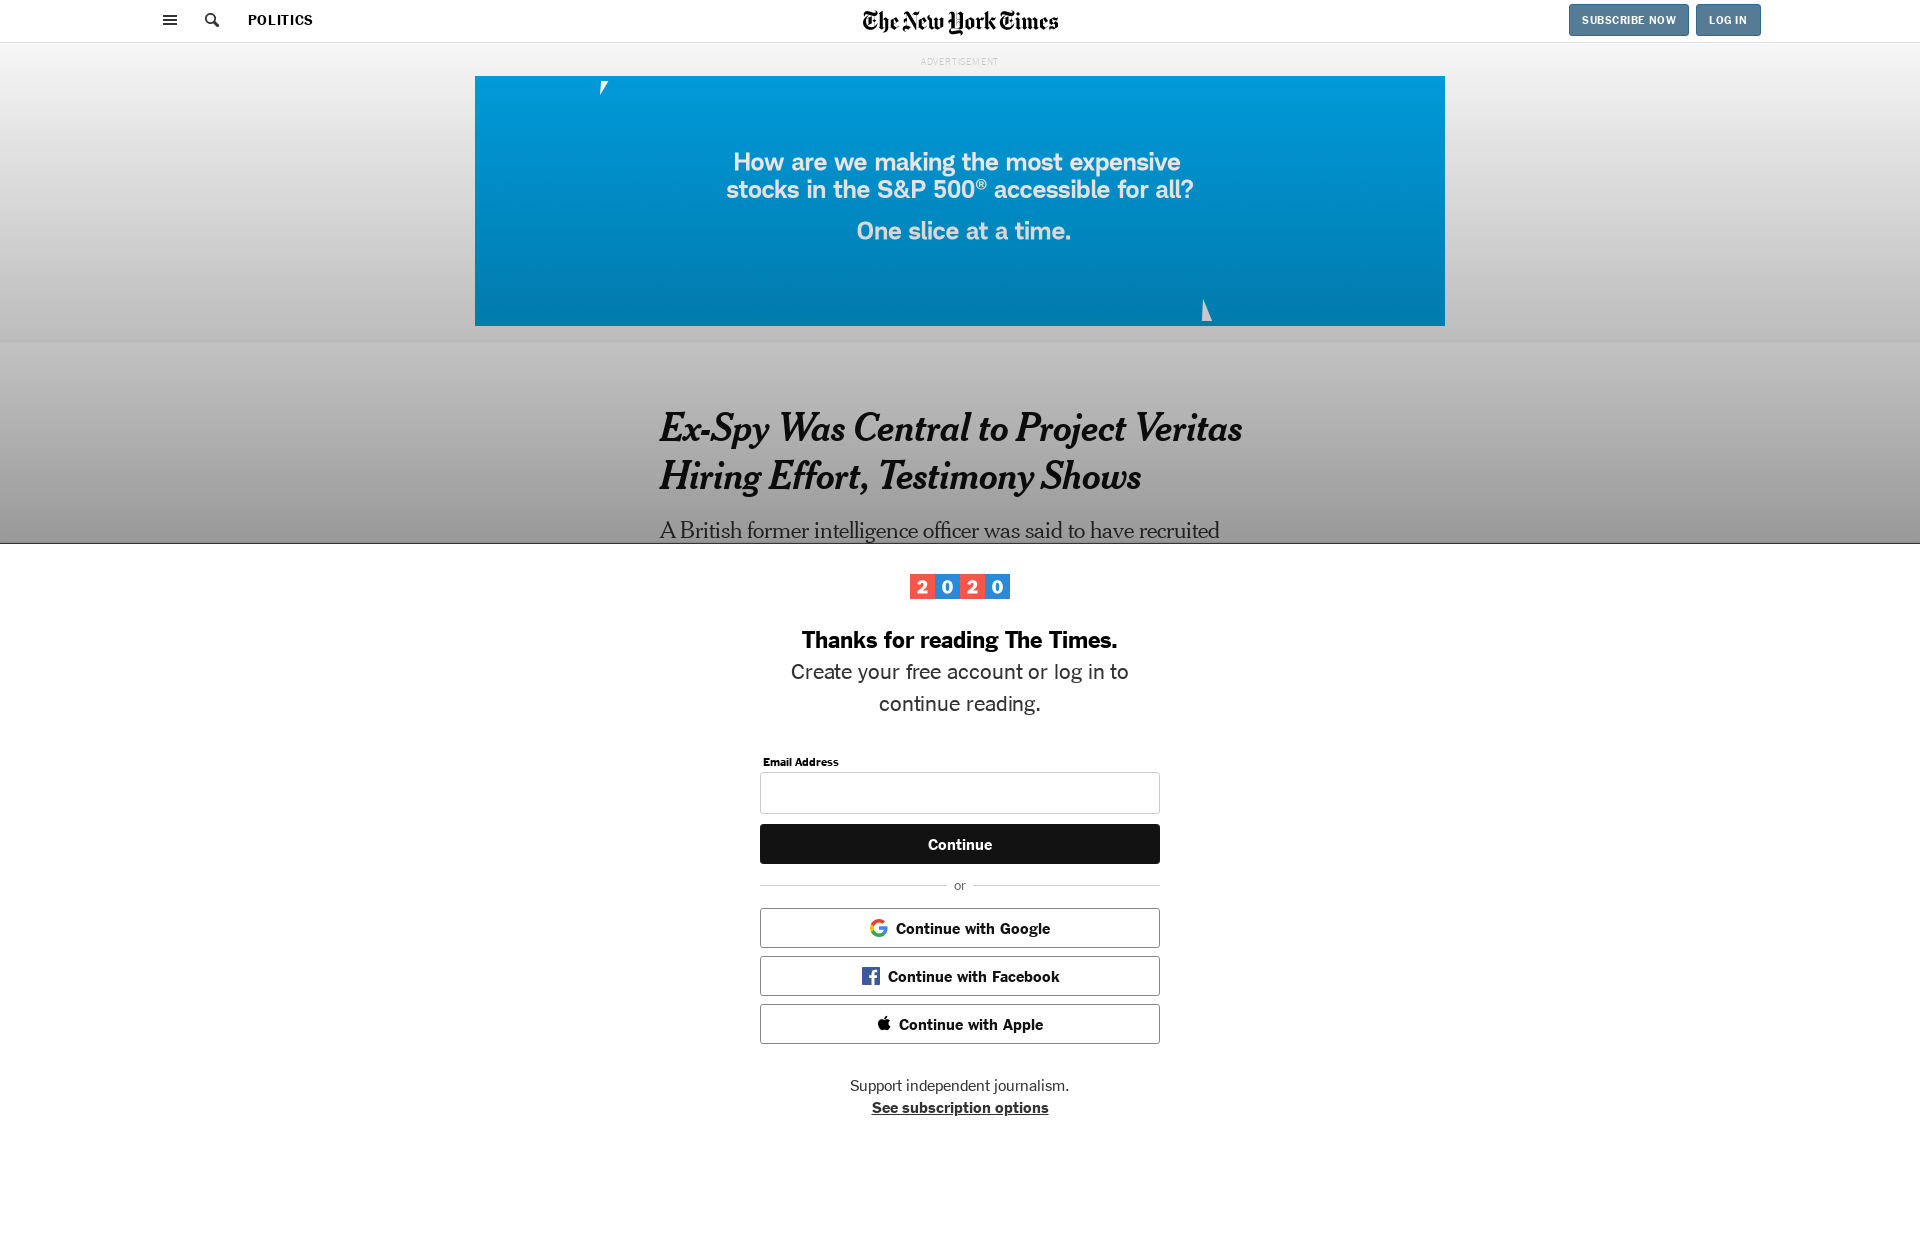 POLITICS
The New York Times
SUBSCRIBE NOW
LOG IN
ADVERTISEMENT
How are we making the most expensive
stocks in the S&P 500® accessible for all?
One slice at a time.
Ex-Spy Was Central to Project Veritas
Hiring Effort, Testimony Shows
A British former intelligence officer was said to have recruited
2020
Thanks for reading The Times.
Create your free account or log in to
continue reading.
Email Address
Continue
or
Continue with Google
Continue with Facebook
Continue with Apple
Support independent journalism.
See subscription options